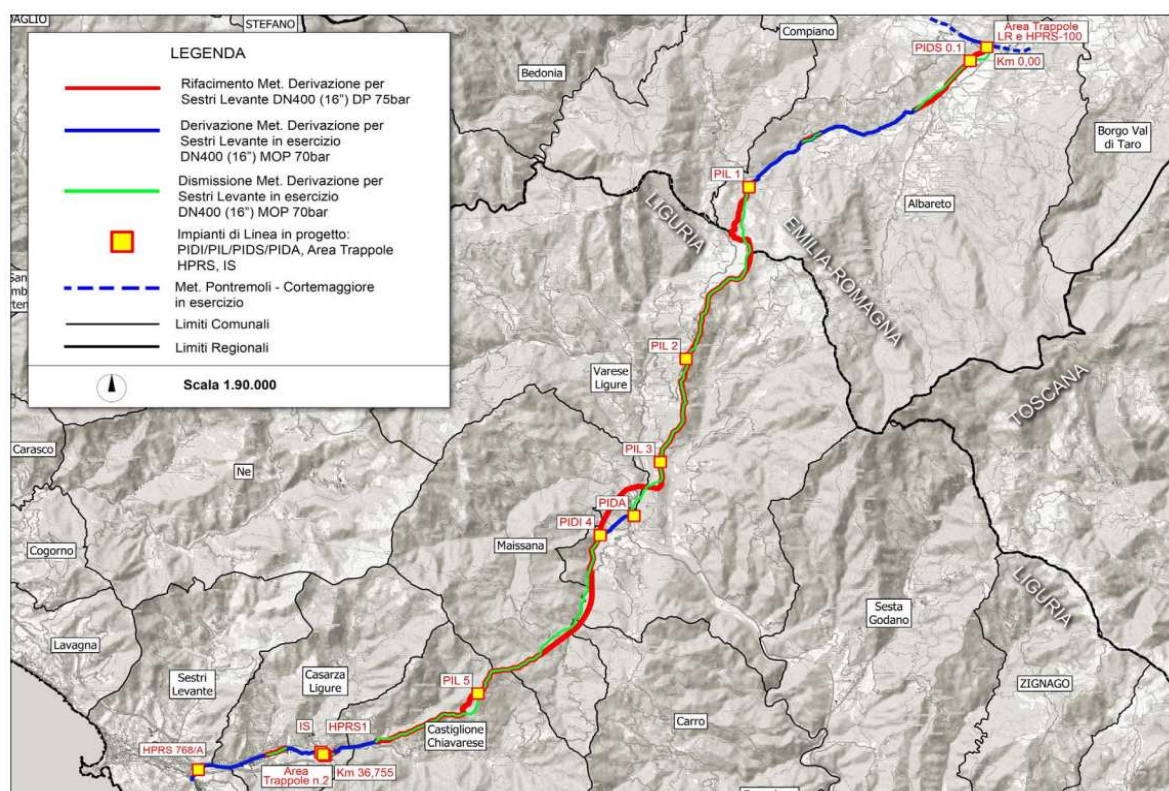 STEFANO
LEGENDA
Rifacimento Met. Derivazione per
Sestri Levante DN400 (16") DP 75bar
Derivazione Met. Derivazione per
Sestri Levante in esercizio
DN400 (16") MOP 70bar
Dismissione Met. Derivazione per
Sestri Levante in esercizio
DN400 (16") MOP 70bar
Impianti di Linea in progetto:
PIDI/PIL/PIDS/PIDA, Area Trappole
HPRS, IS
Met. Pontremoli - Cortemaggiore
in esercizio
Limiti Comunali
Limiti Regionali
Scala 1.90.000
Compiano
Area Trappole
LR e HPRS-100
PIDS 0.1
Km 0,00
Bedonia
Borgo Val
di Taro
PIL 1
Albareto
LIGURIA
EMILIA-ROMAGNA
PIL 2
Varese
Ligure
TOSCANA
Carasco
Ne
PIL 3
PIDA
PIDI 4
Maissana
Cogorno
LIGURIA
Sesta
Godano
Lavagna
Sestri
Levante
Casarza
Ligure
PIL 5
ZIGNAGO
Carro
Castiglione
Chiavarese
IS
HPRS1
HPRS 768/A
Area
Trappole n.2
Km 36,755